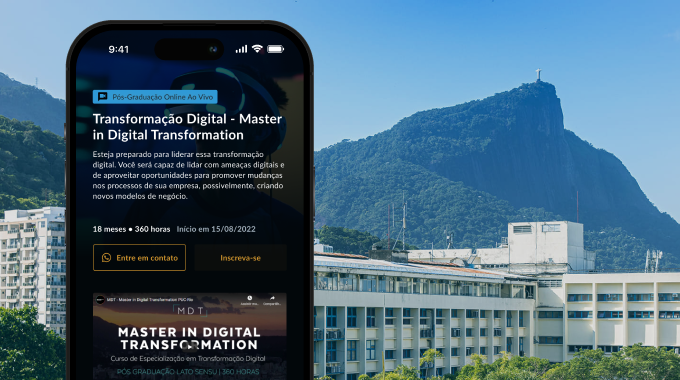 9:41
Pós-Graduação Online Ao Vivo
Transformação Digital - Master
in Digital Transformation
Esteja preparado para liderar essa transformação
digital. Você será capaz de lidar com ameaças digitais e
de aproveitar oportunidades para promover mudanças
nos processos de sua empresa, possivelmente, criando
novos modelos de negócio.
18 meses • 360 horas Início em 15/08/2022
Entre em contato
Inscreva-se
MDT - Master in Digital Transformation PUC-Rio
MDT
MASTER IN DIGITAL
TRANSFORMATION
Curso de Especialização em Transformação Digital
PÓS GRADUAÇÃO LATO SENSU | 360 HORAS